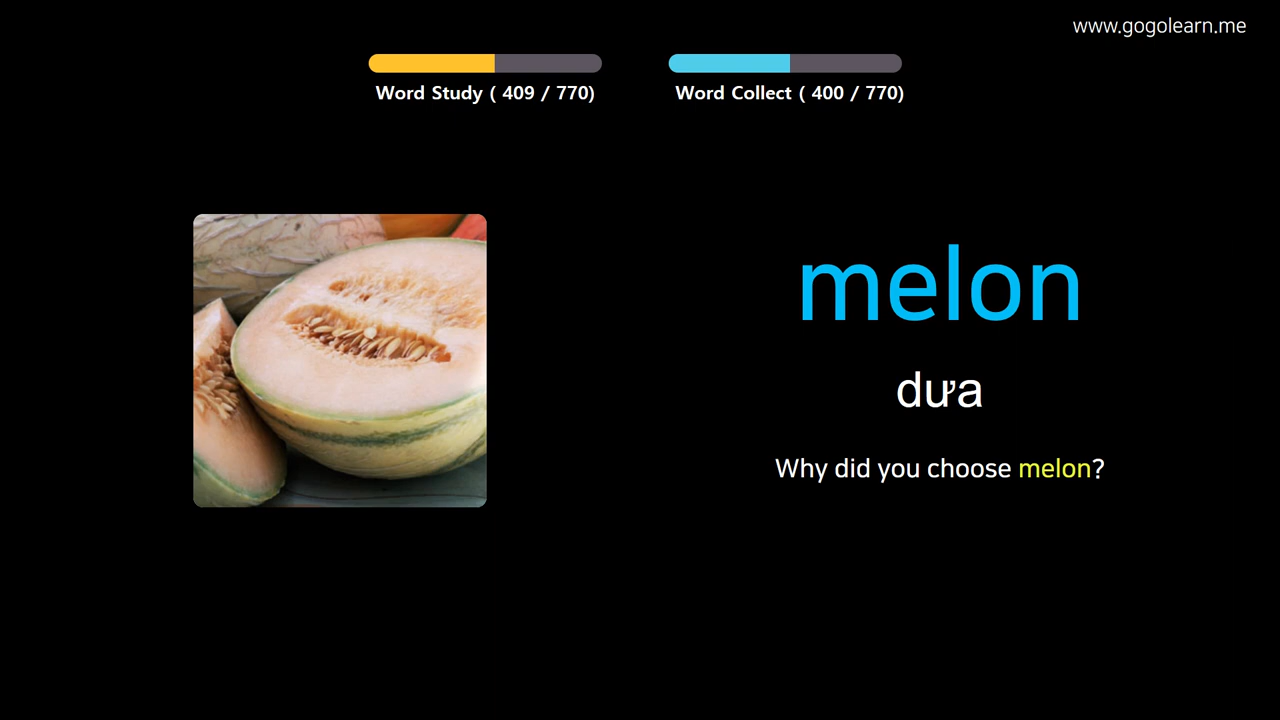 www.gogolearn.me
Word Study ( 409 / 770)
Word Collect ( 400 / 770)
melon
dưa
Why did you choose melon?